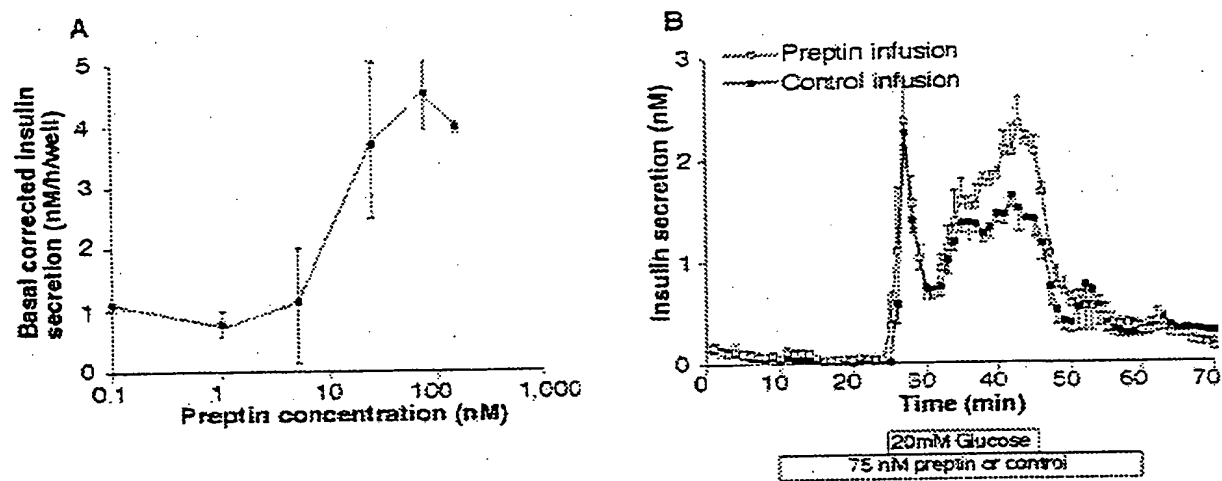 A
Basal corrected insulin
secretion (nM/h/well)
5
4
3
2
1
0
0.1
1
10
100
1,000
Preptin concentration (nM)
B
Preptin infusion
Control infusion
Insulin secretion (nM)
3
2
1
0
0
10
20
30
40
50
60
70
Time (min)
20mM Glucose
75 nM preptin or control